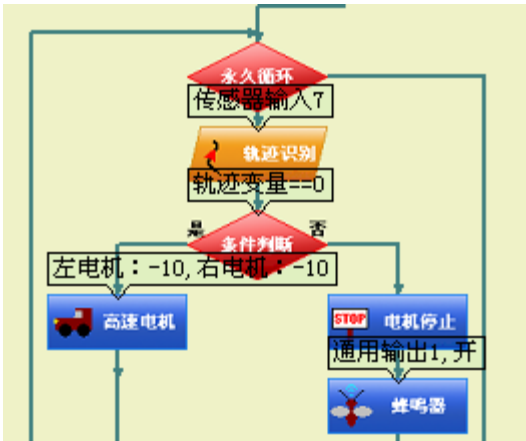 永久循环
传感器输入7
轨迹识别
轨迹变量==0
是
否
条件判断
左电机：-10,右电机：-10
高速电机
STOP 电机停止
通用输出1,开
蜂鸣器